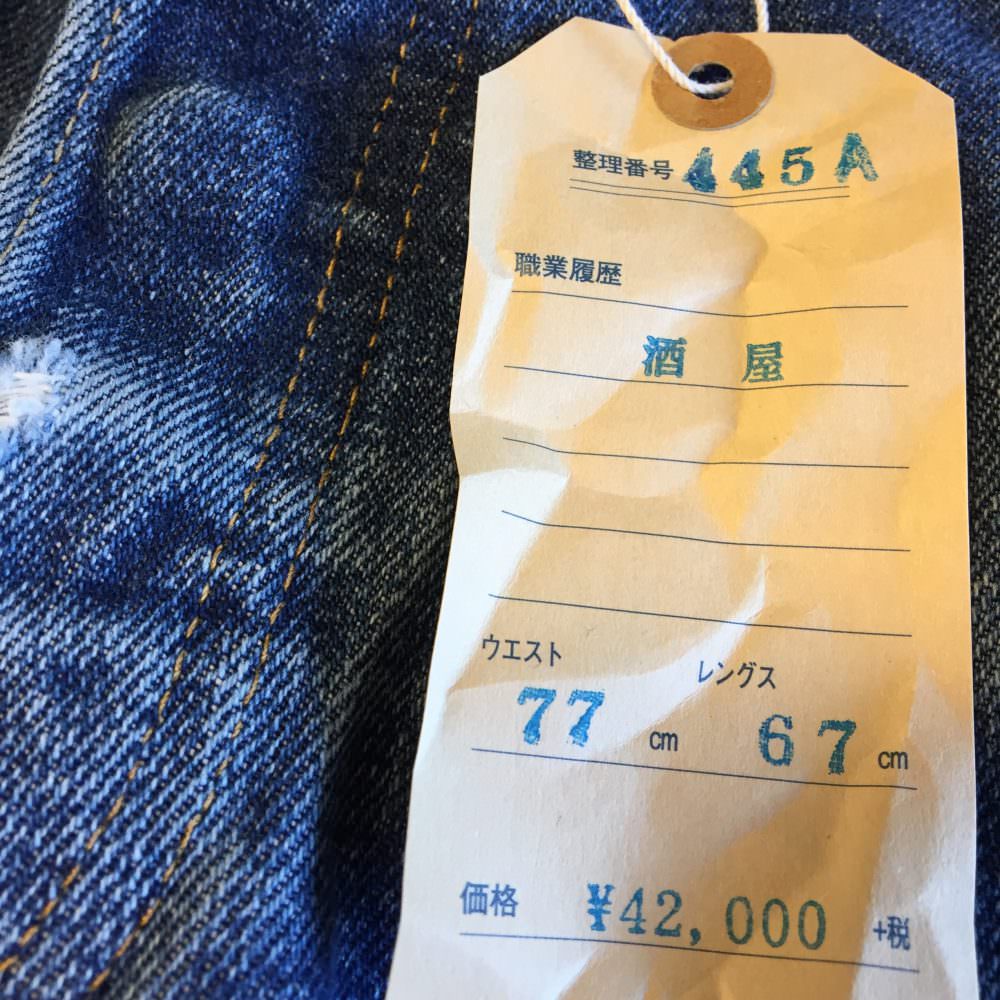 整理番号 445A
職業履歴
酒屋
ウエスト レングス
77 cm 67 cm
価格 ¥42,000 +税